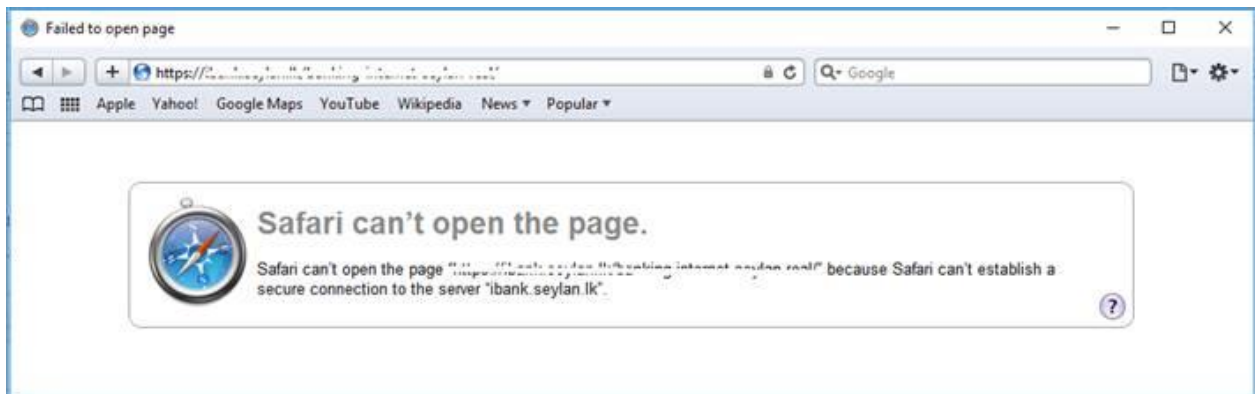 Failed to open page
https://
Google
Apple Yahoo! Google Maps YouTube Wikipedia News Popular
Safari can't open the page.
Safari can't open the page because Safari can't establish a
secure connection to the server "ibank.seylan.lk".
?